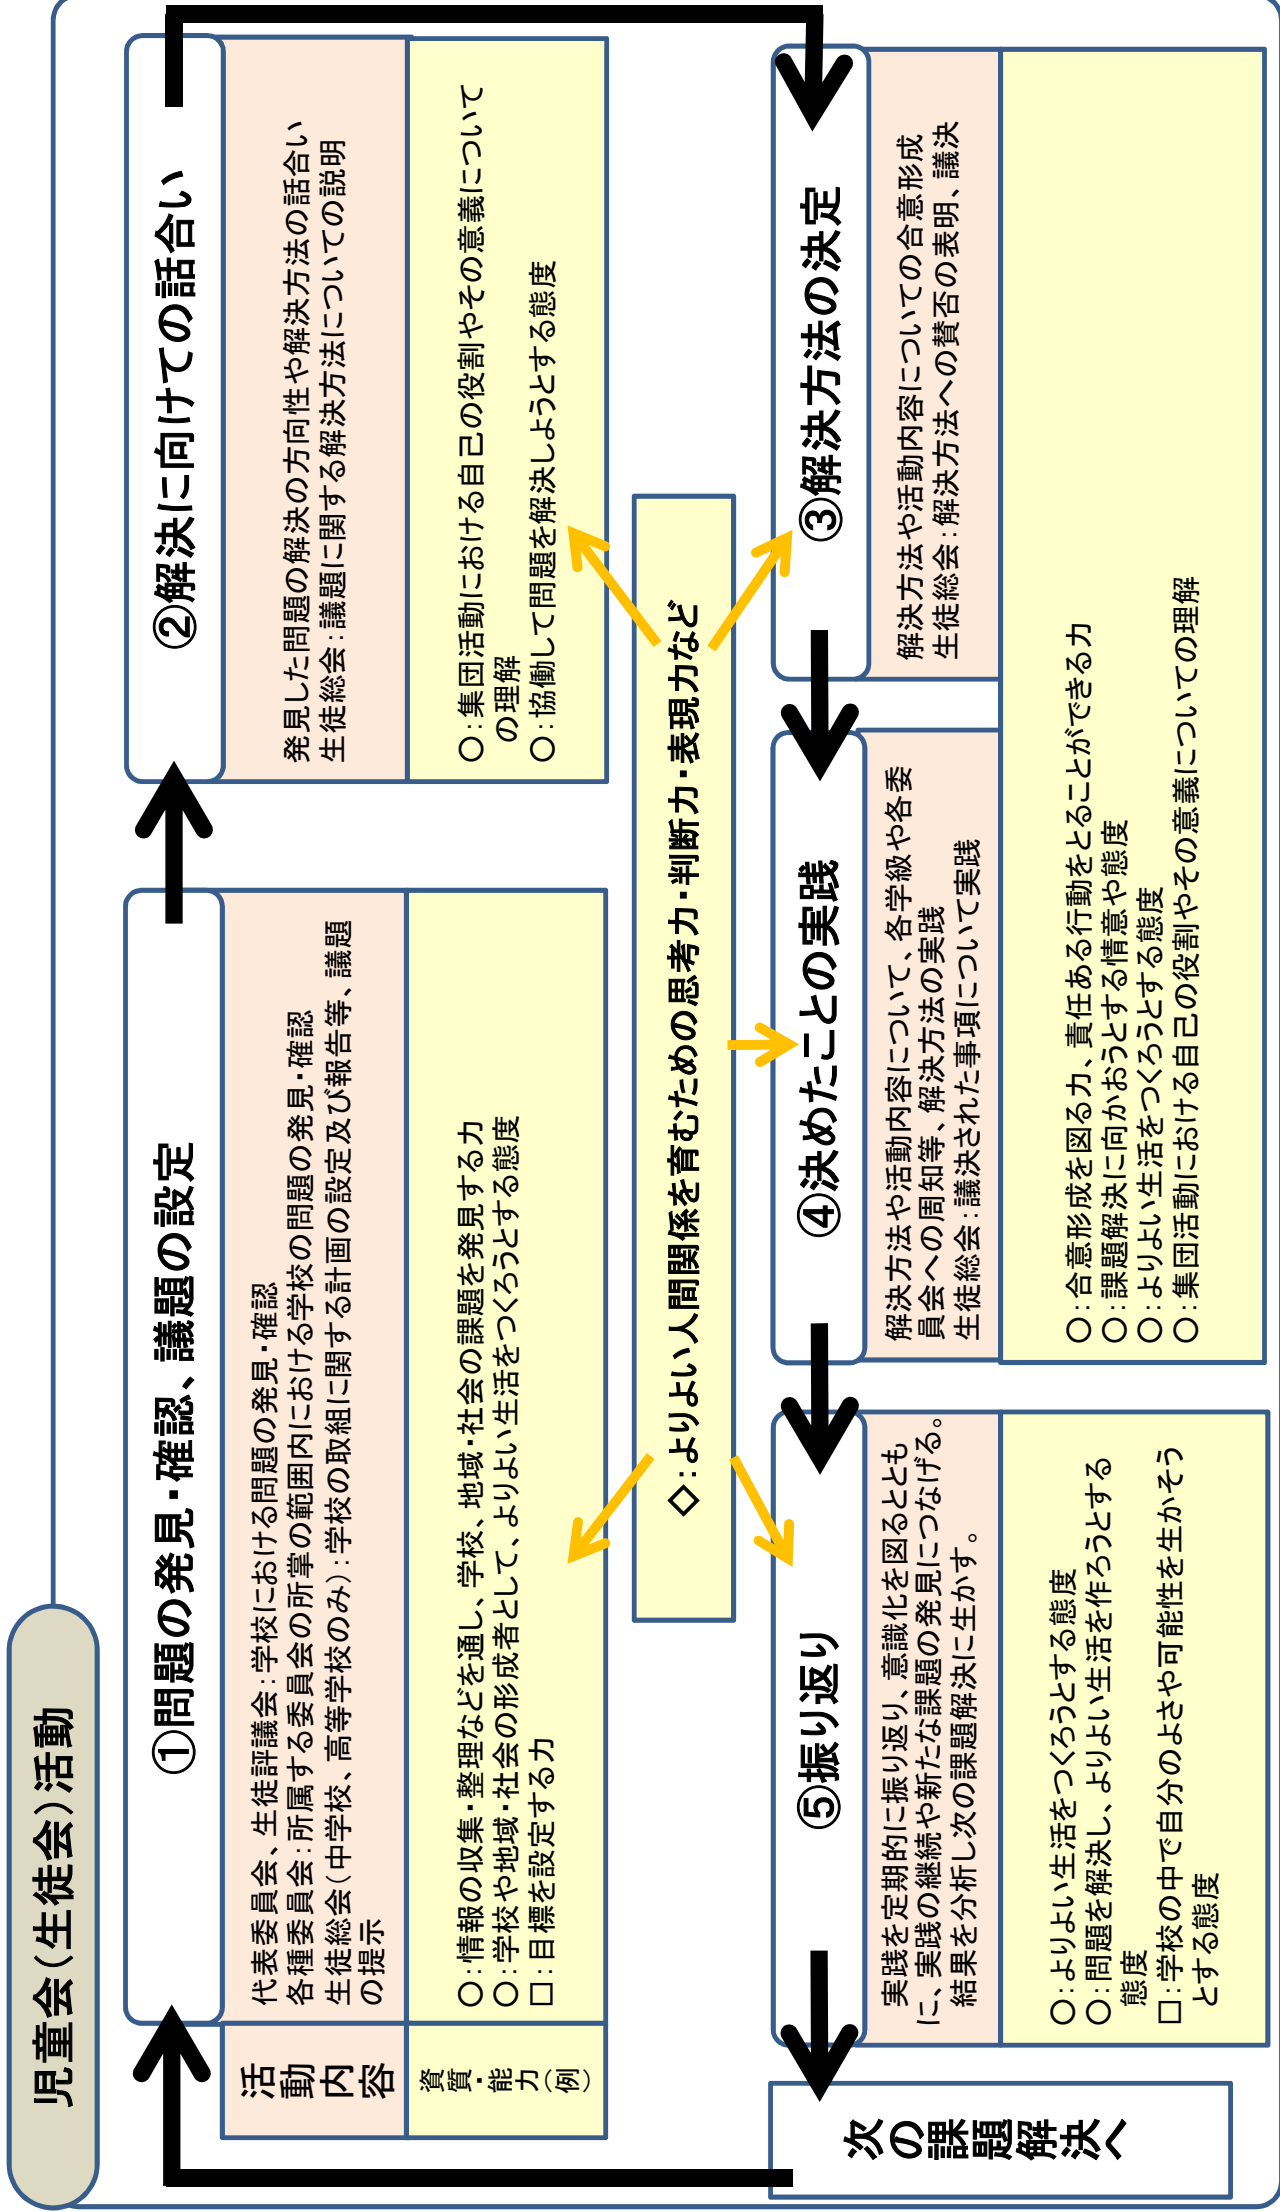 児童会(生徒会)活動
①問題の発見・確認、議題の設定
活動内容
代表委員会、生徒評議会:学校における問題の発見・確認
各種委員会:所属する委員会の所掌の範囲内における学校の問題の発見・確認
生徒総会(中学校、高等学校のみ):学校の取組に関する計画の設定及び報告等、議題
の提示
資質・能力(例)
○:情報の収集・整理などを通し、学校、地域・社会の課題を発見する力
○:学校や地域・社会の形成者として、よりよい生活をつくろうとする態度
□:目標を設定する力
②解決に向けての話合い
発見した問題の解決の方向性や解決方法の話合い
生徒総会:議題に関する解決方法についての説明
○:集団活動における自己の役割やその意義について
の理解
○:協働して問題を解決しようとする態度
◇:よりよい人間関係を育むための思考力・判断力・表現力など
③解決方法の決定
解決方法や活動内容についての合意形成
生徒総会:解決方法への賛否の表明、議決
④決めたことの実践
解決方法や活動内容について、各学級や各委
員会への周知等、解決方法の実践
生徒総会:議決された事項について実践
○:合意形成を図る力、責任ある行動をとることができる力
○:課題解決に向かおうとする情意や態度
○:よりよい生活をつくろうとする態度
○:集団活動における自己の役割やその意義についての理解
⑤振り返り
実践を定期的に振り返り、意識化を図るととも
に、実践の継続や新たな課題の発見につなげる。
結果を分析し次の課題解決に生かす。
○:よりよい生活をつくろうとする態度
○:問題を解決し、よりよい生活を作ろうとする
態度
□:学校の中で自分のよさや可能性を生かそう
とする態度
次の課題解決へ